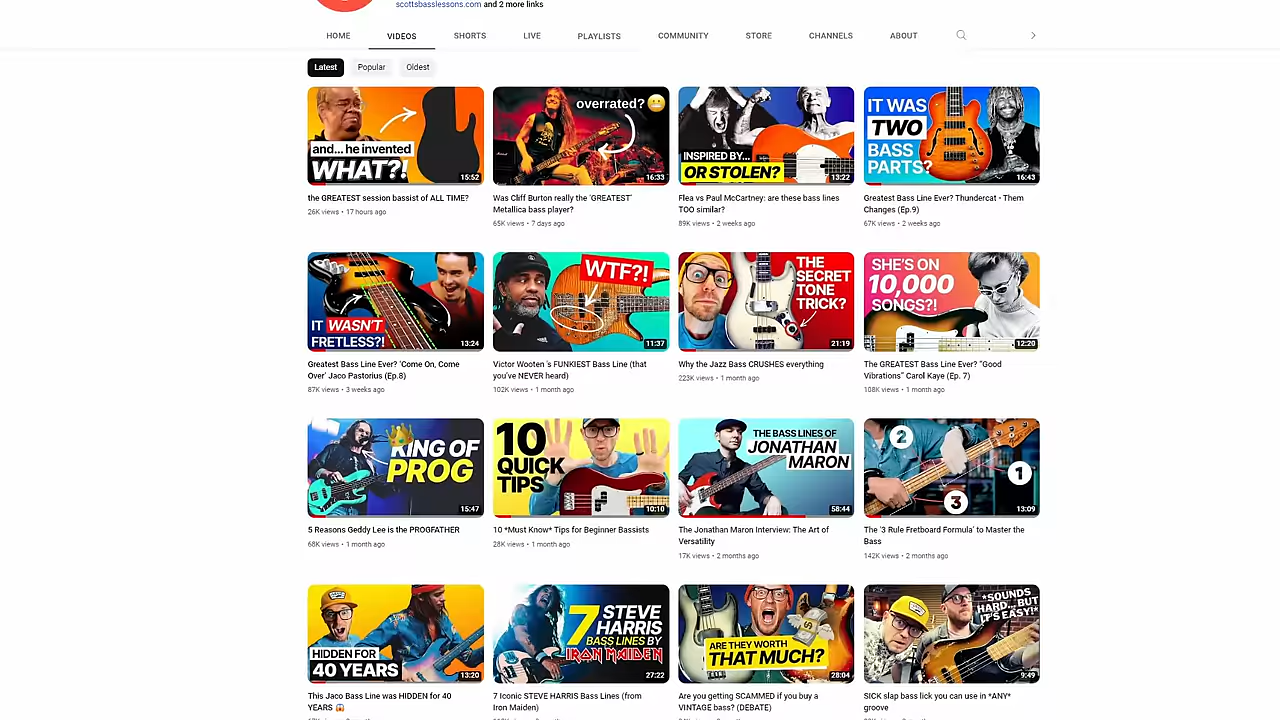 scottsbasslessons.com and 2 more links
HOME VIDEOS SHORTS LIVE PLAYLISTS COMMUNITY STORE CHANNELS ABOUT
Latest Popular Oldest
and... he invented
WHAT?!
15:52
overrated?
16:33
INSPIRED BY...
OR STOLEN?
13:22
IT WAS
TWO
BASS
PARTS?
16:43
the GREATEST session bassist of ALL TIME?
26K views • 17 hours ago
Was Cliff Burton really the 'GREATEST'
Metallica bass player?
65K views • 7 days ago
Flea vs Paul McCartney: are these bass lines
TOO similar?
89K views • 2 weeks ago
Greatest Bass Line Ever? Thundercat - Them
Changes (Ep.9)
67K views • 2 weeks ago
IT WASN'T
FRETLESS?!
13:24
WTF?!
11:37
THE
SECRET
TONE
TRICK?
21:19
SHE'S ON
10,000
SONGS?!
12:20
Greatest Bass Line Ever? 'Come On, Come
Over' Jaco Pastorius (Ep.8)
87K views • 3 weeks ago
Victor Wooten 's FUNKIEST Bass Line (that
you've NEVER heard)
102K views • 1 month ago
Why the Jazz Bass CRUSHES everything
223K views • 1 month ago
The GREATEST Bass Line Ever? "Good
Vibrations" Carol Kaye (Ep. 7)
108K views • 1 month ago
KING OF
PROG
15:47
10
QUICK
TIPS
10:10
THE BASS LINES OF
JONATHAN
MARON
58:44
2
1
3
13:09
5 Reasons Geddy Lee is the PROGFATHER
68K views • 1 month ago
10 *Must Know* Tips for Beginner Bassists
28K views • 1 month ago
The Jonathan Maron Interview: The Art of
Versatility
17K views • 2 months ago
The '3 Rule Fretboard Formula' to Master the
Bass
142K views • 2 months ago
HIDDEN FOR
40 YEARS
13:20
7 STEVE
HARRIS
BASS LINES BY
IRON MAIDEN
27:22
ARE THEY WORTH
THAT MUCH?
28:04
*SOUNDS
HARD... BUT
IT'S EASY!*
9:49
This Jaco Bass Line was HIDDEN for 40
YEARS
7 Iconic STEVE HARRIS Bass Lines (from
Iron Maiden)
Are you getting SCAMMED if you buy a
VINTAGE bass? (DEBATE)
SICK slap bass lick you can use in *ANY*
groove